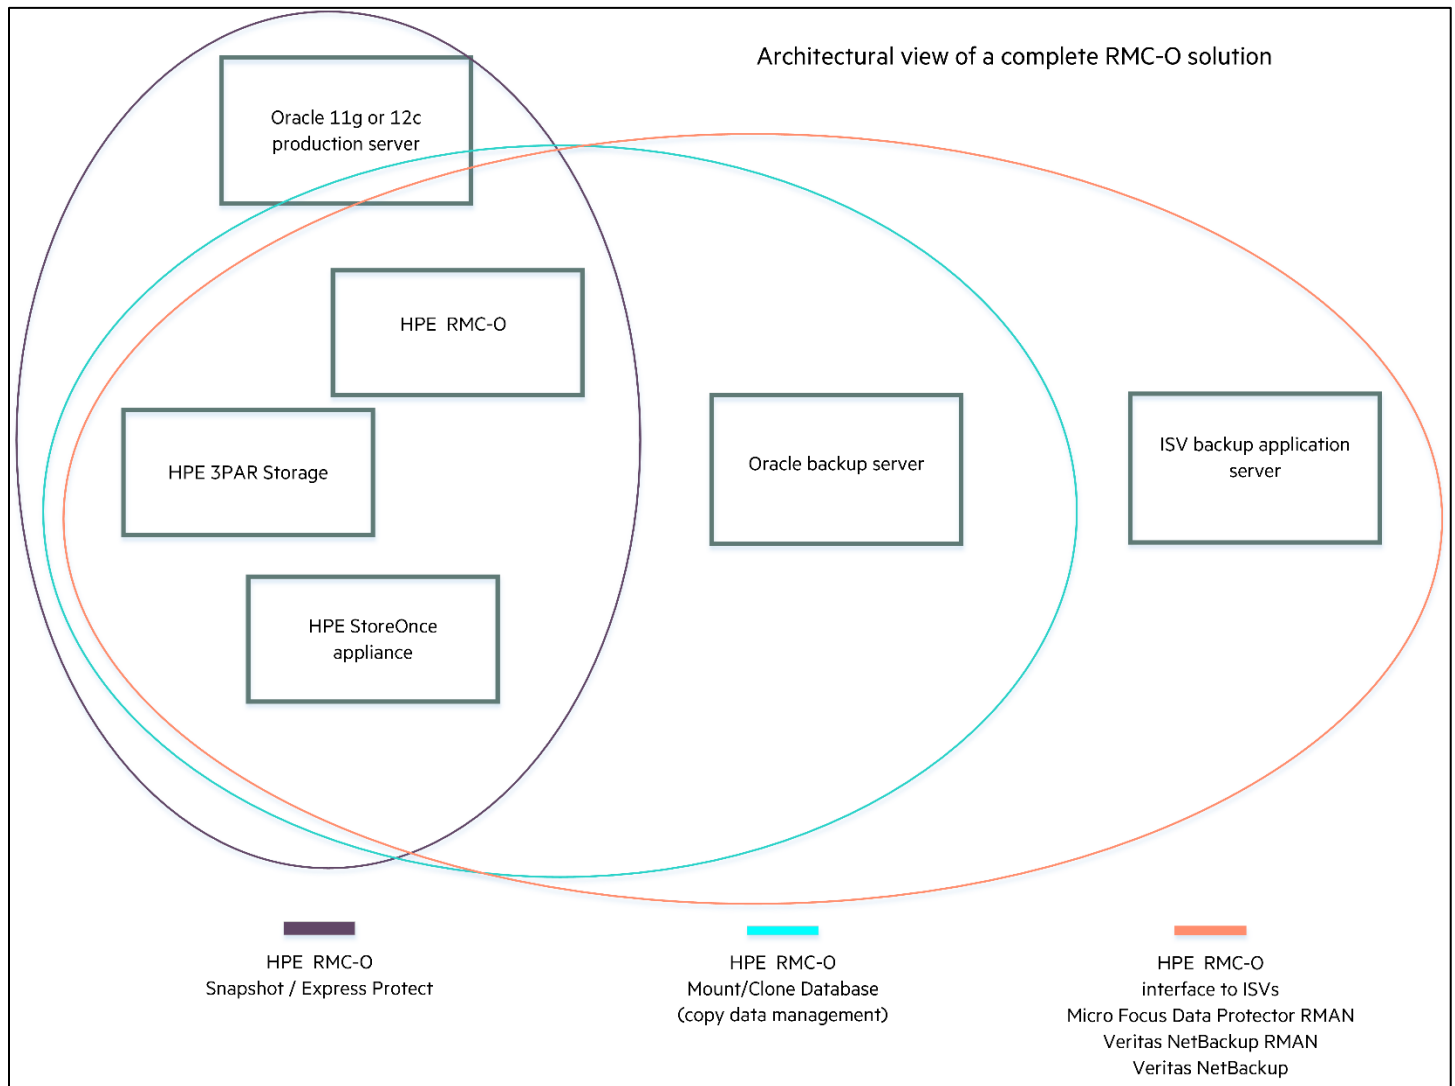 Architectural view of a complete RMC-O solution
Oracle 11g or 12c
production server
HPE RMC-O
HPE 3PAR Storage
Oracle backup server
ISV backup application
server
HPE StoreOnce
appliance
HPE RMC-O
Snapshot / Express Protect
HPE RMC-O
Mount/Clone Database
(copy data management)
HPE RMC-O
interface to ISVs
Micro Focus Data Protector RMAN
Veritas NetBackup RMAN
Veritas NetBackup